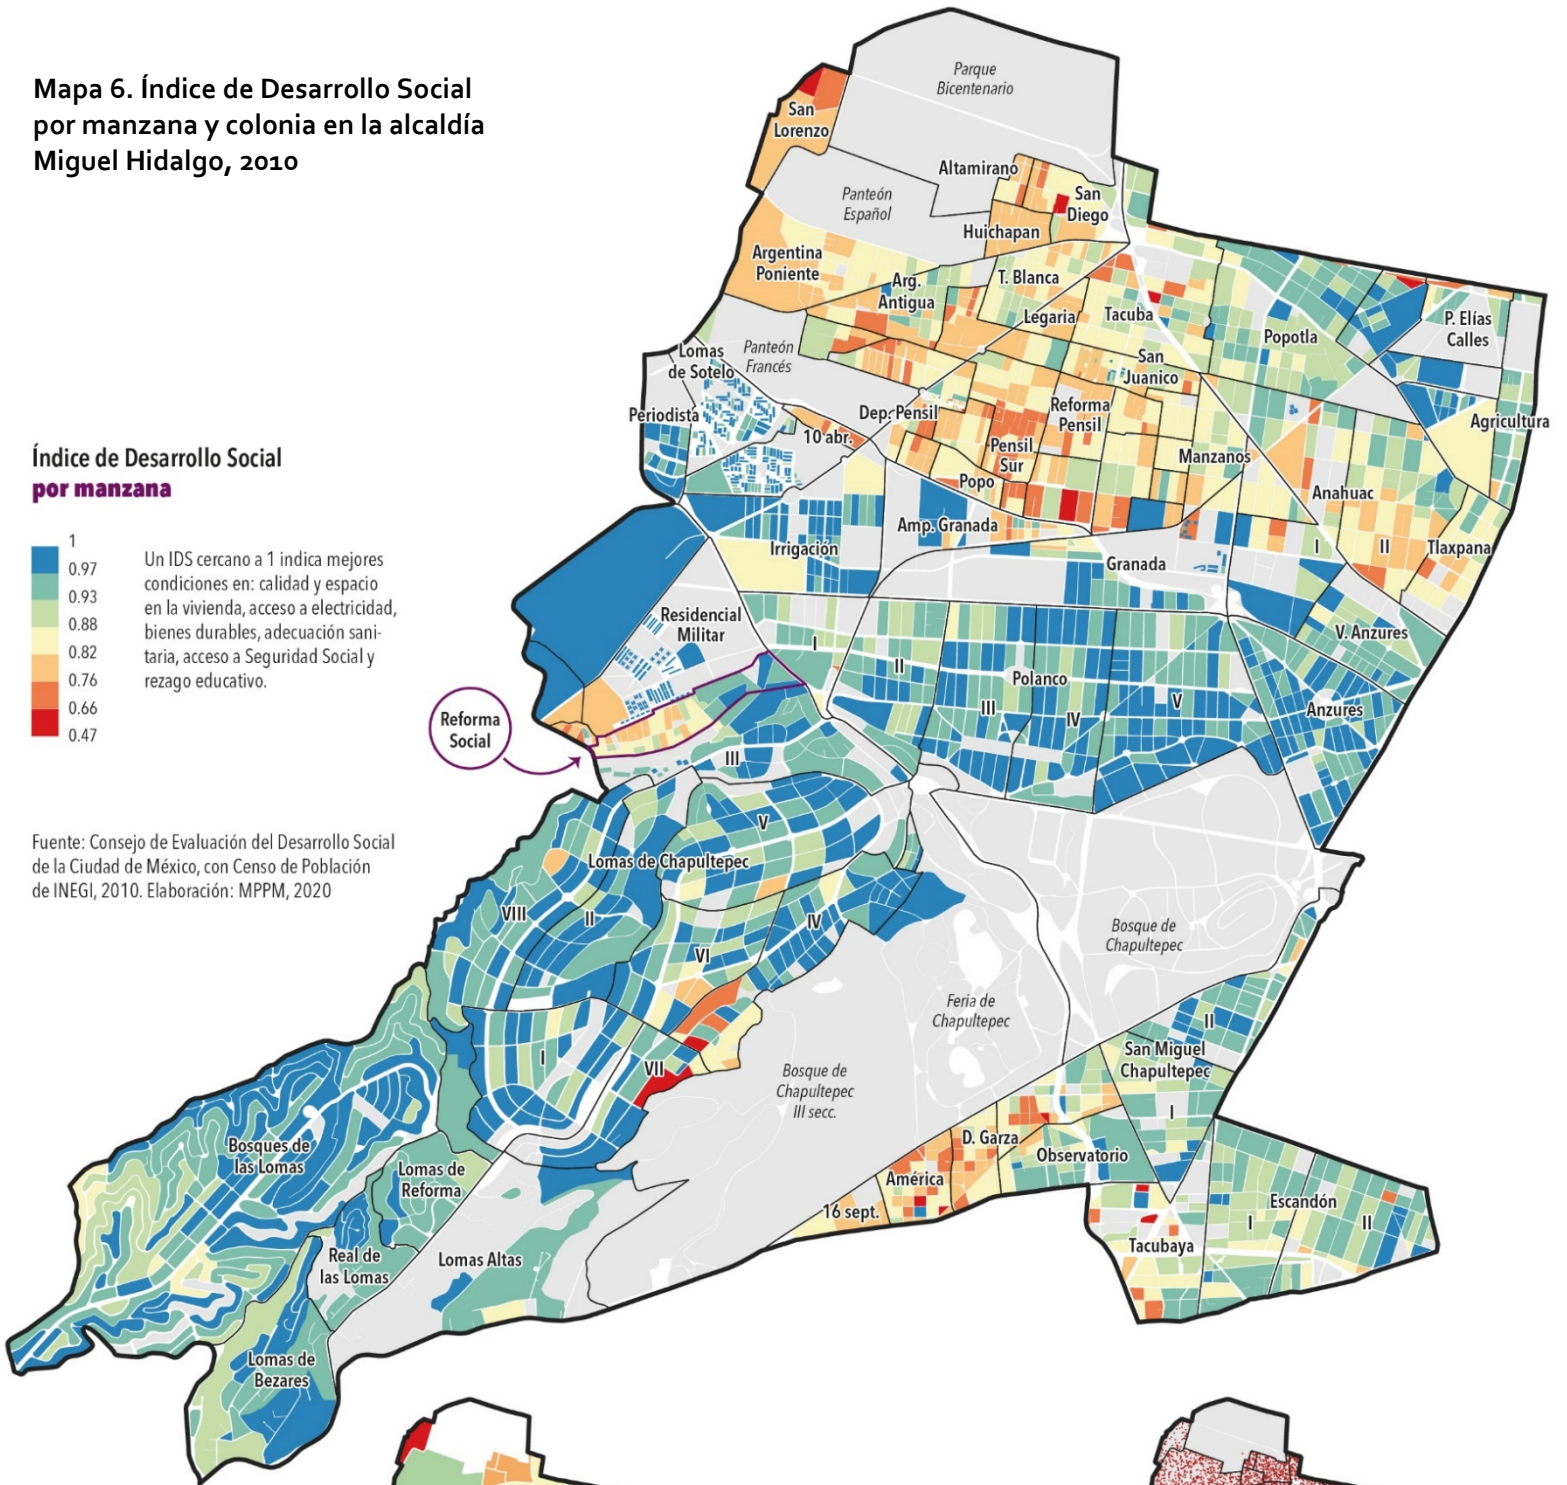 Mapa 6. Índice de Desarrollo Social
por manzana y colonia en la alcaldía
Miguel Hidalgo, 2010
Parque
Bicentenario
San
Lorenzo
Altamirano
Panteón
Español
San
Diego
Huichapan
Argentina
Poniente
Arg.
Antigua
T. Blanca
Legaria
Tacuba
Popotla
P. Elías
Calles
Lomas
de Sotelo
Panteón
Francés
San
Juanico
Periodista
Dep. Pensil
10 abr.
Reforma
Pensil
Agricultura
Pensil
Sur
Manzanos
Popo
Anahuac
Amp. Granada
I
II
Tlaxpana
Irrigación
Granada
Índice de Desarrollo Social
por manzana
1
0.97
0.93
0.88
0.82
0.76
0.66
0.47
Un IDS cercano a 1 indica mejores
condiciones en: calidad y espacio
en la vivienda, acceso a electricidad,
bienes durables, adecuación sani-
taria, acceso a Seguridad Social y
rezago educativo.
Residencial
Militar
V. Anzures
I
II
Polanco
III
IV
V
Anzures
Reforma
Social
III
V
Lomas de Chapultepec
Fuente: Consejo de Evaluación del Desarrollo Social
de la Ciudad de México, con Censo de Población
de INEGI, 2010. Elaboración: MPPM, 2020
VIII
II
IV
VI
Bosque de
Chapultepec
Feria de
Chapultepec
II
I
VII
San Miguel
Chapultepec
Bosque de
Chapultepec
III secc.
I
Bosques de
las Lomas
Lomas de
Reforma
D. Garza
Observatorio
América
16 sept.
Escandón
I
II
Tacubaya
Real de
las Lomas
Lomas Altas
Lomas de
Bezares